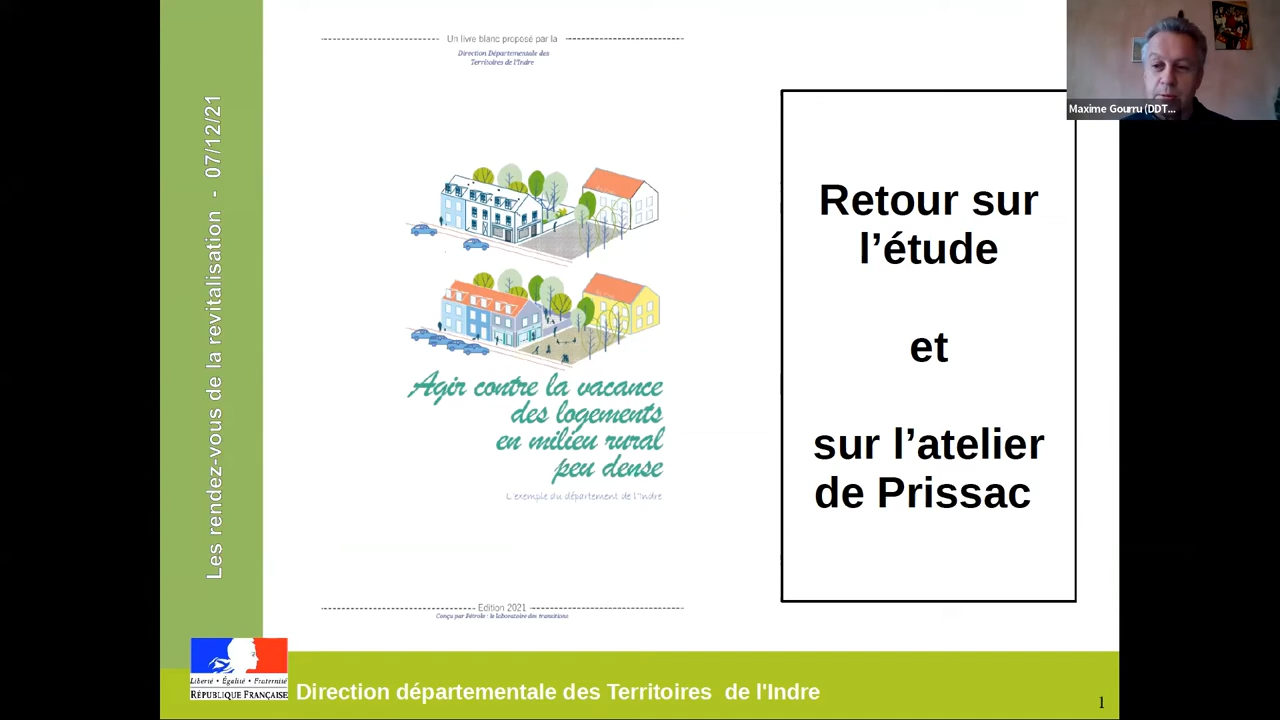 Un livre blanc proposé par la
Direction Départementale des
Territoires de l'Indre
Maxime Gourru (DDT...
Les rendez-vous de la revitalisation - 07/12/21
Retour sur
l’étude
et
sur l’atelier
de Prissac
Agir contre la vacance
des logements
en milieu rural
peu dense
L'exemple du département de l'Indre
Edition 2021
Conçu par Pétrole : le laboratoire des transitions
Liberté • Égalité • Fraternité
RÉPUBLIQUE FRANÇAISE
Direction départementale des Territoires de l'Indre
1